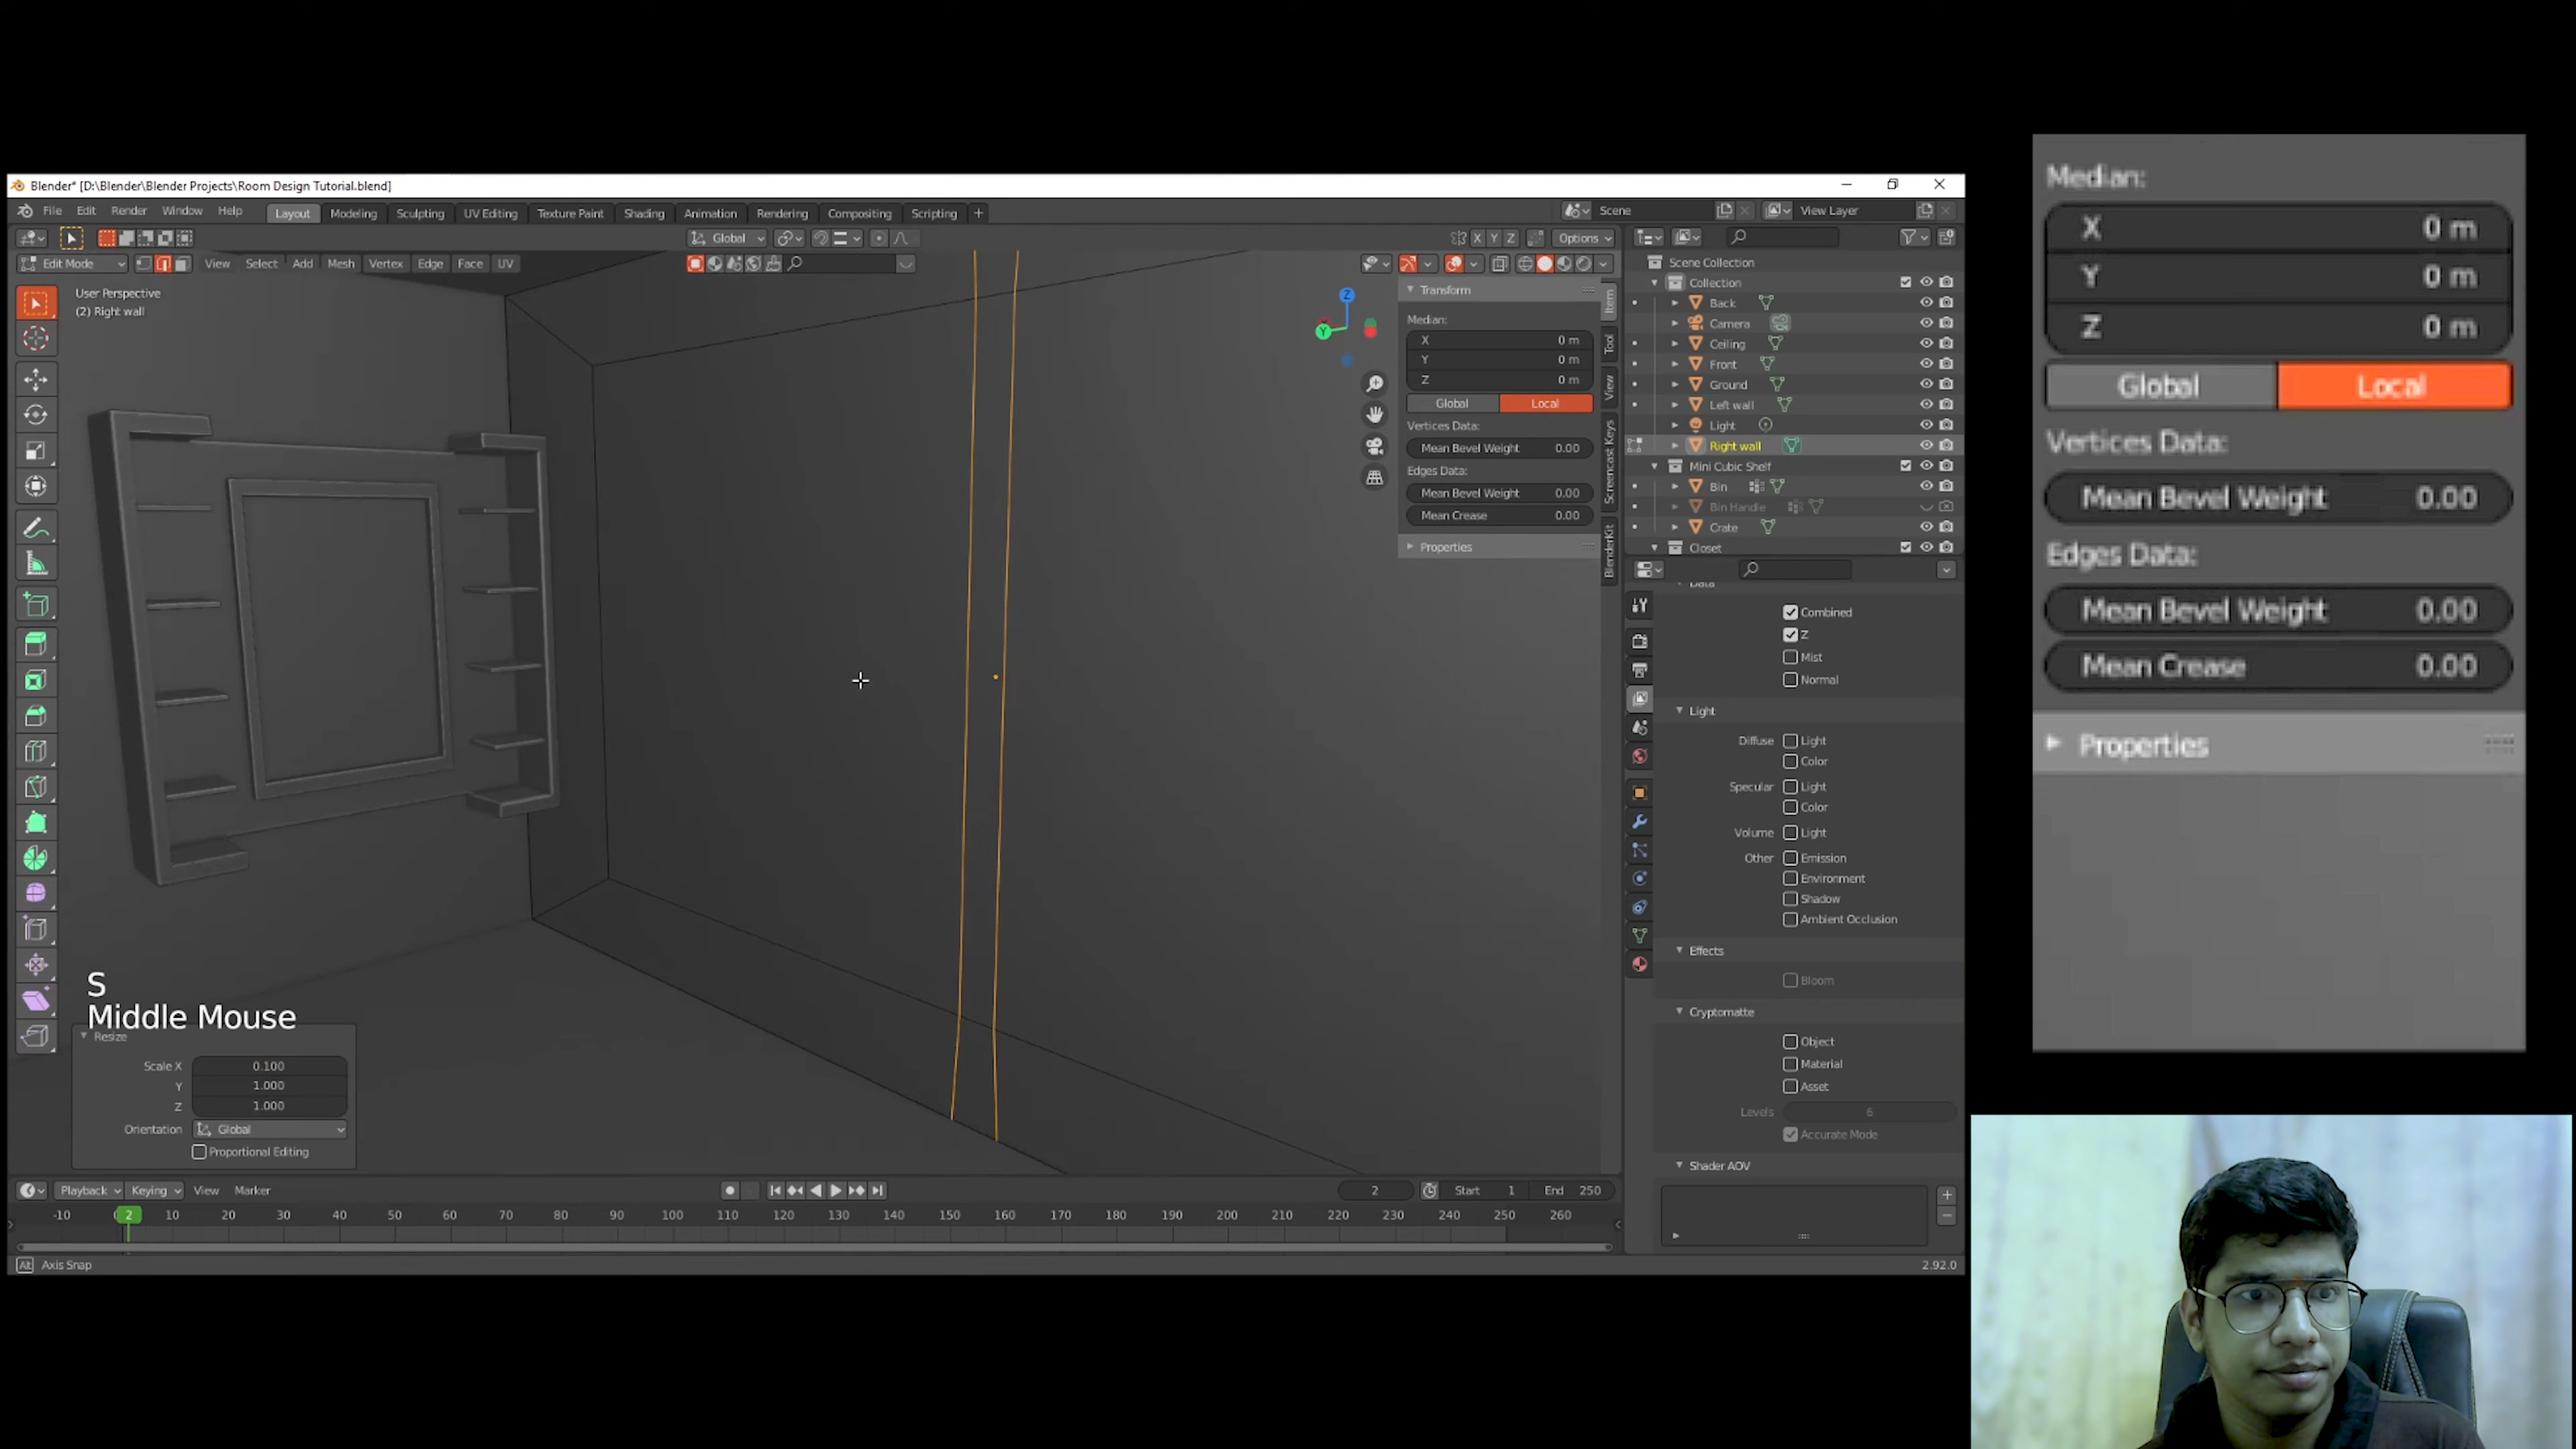 Blender* [D:\Blender\Blender Projects\Room Design Tutorial.blend]
File Edit Render Window Help Layout Modeling Sculpting UV Editing Texture Paint Shading Animation Rendering Compositing Scripting +
Scene View Layer
Global X Y Z Options
Edit Mode View Select Add Mesh Vertex Edge Face UV
User Perspective
(2) Right wall
Z
Y
Transform
Median:
X 0 m
Y 0 m
Z 0 m
Global Local
Vertices Data:
Mean Bevel Weight 0.00
Edges Data:
Mean Bevel Weight 0.00
Mean Crease 0.00
Properties
Item
Tool
View
Screencast Keys
BlenderKit
Scene Collection
Collection
Back
Camera
Ceiling
Front
Ground
Left wall
Light
Right wall
Mini Cubic Shelf
Bin
Bin Handle
Crate
Closet
Data
Combined
Z
Mist
Normal
Light
Diffuse Light
Color
Specular Light
Color
Volume Light
Other Emission
Environment
Shadow
Ambient Occlusion
Effects
Bloom
Cryptomatte
Object
Material
Asset
Levels 6
Accurate Mode
Shader AOV
S
Middle Mouse
Resize
Scale X 0.100
Y 1.000
Z 1.000
Orientation Global
Proportional Editing
Playback Keying View Marker
2 Start 1 End 250
-10 2 10 20 30 40 50 60 70 80 90 100 110 120 130 140 150 160 170 180 190 200 210 220 230 240 250 260
Alt Axis Snap
2.92.0
Median:
X 0 m
Y 0 m
Z 0 m
Global Local
Vertices Data:
Mean Bevel Weight 0.00
Edges Data:
Mean Bevel Weight 0.00
Mean Crease 0.00
Properties